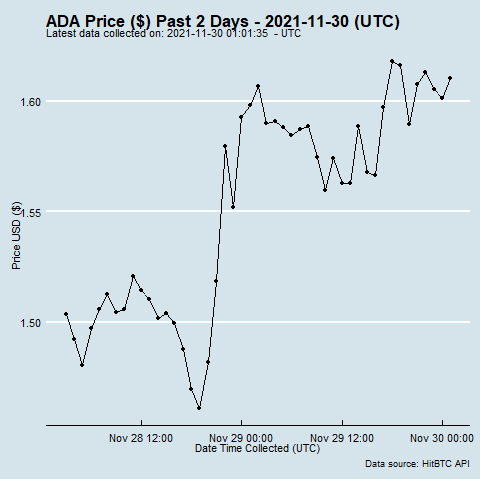 ADA Price ($) Past 2 Days - 2021-11-30 (UTC)
Latest data collected on: 2021-11-30 01:01:35 - UTC
1.60
1.55
1.50
Price USD ($)
Nov 28 12:00
Nov 29 00:00
Nov 29 12:00
Nov 30 00:00
Date Time Collected (UTC)
Data source: HitBTC API